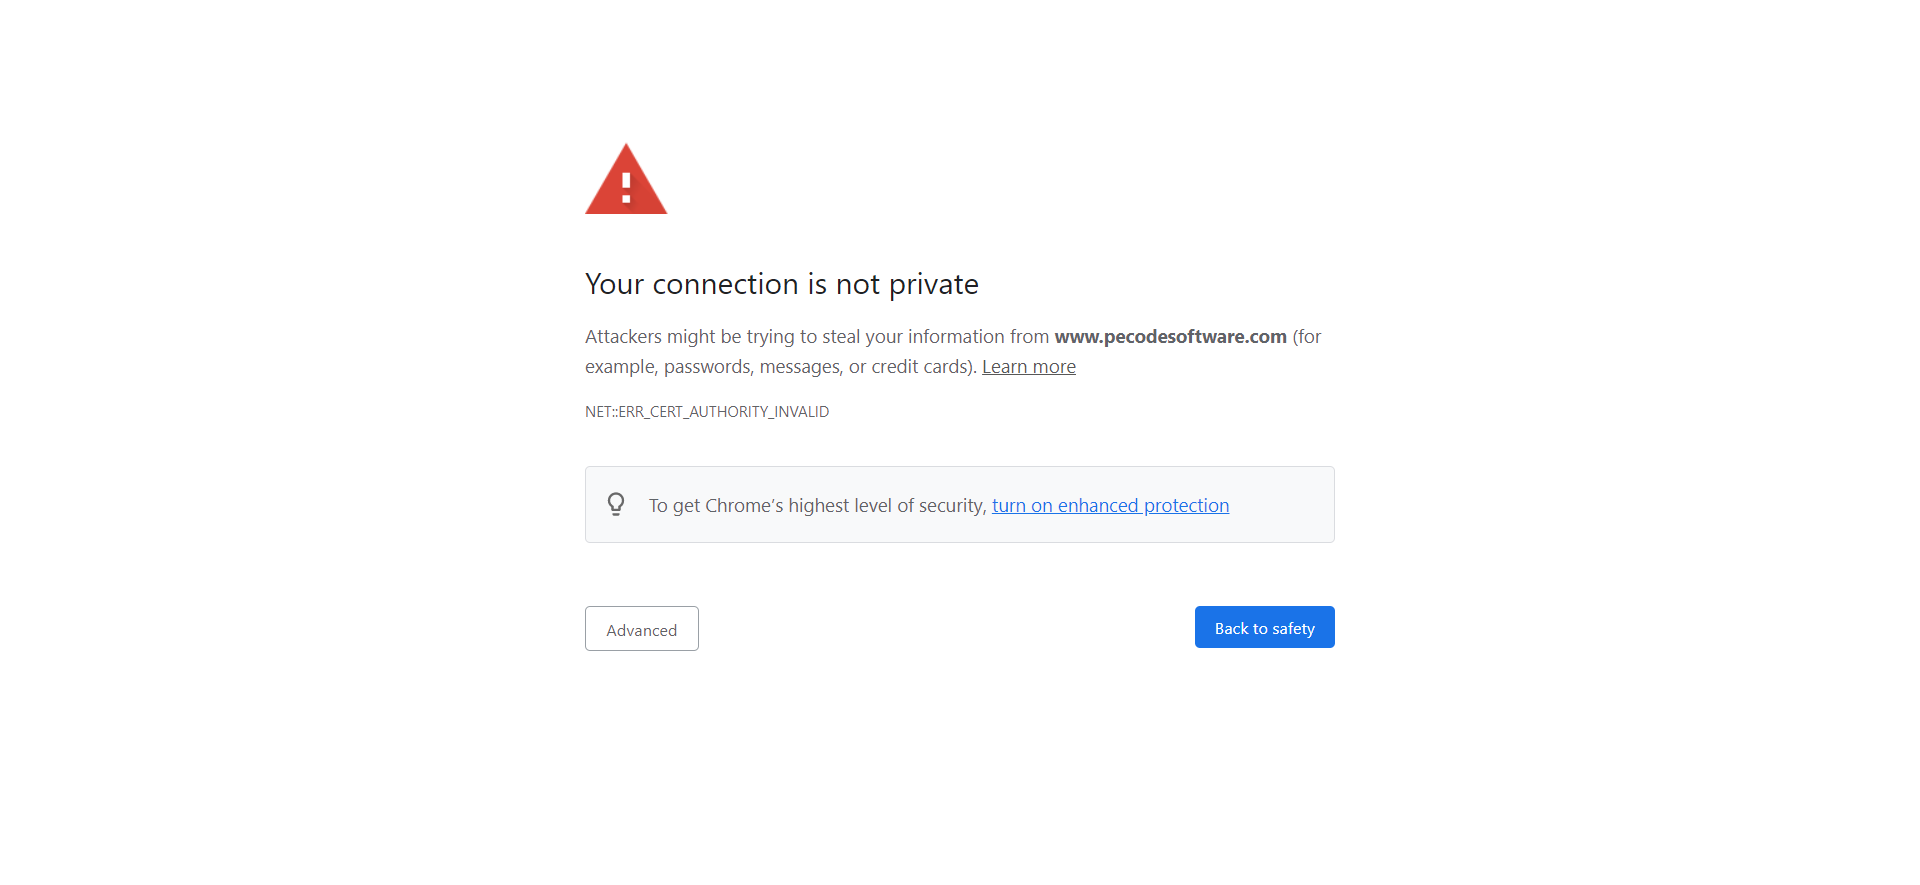 Your connection is not private
Attackers might be trying to steal your information from www.pecodesoftware.com (for
example, passwords, messages, or credit cards). Learn more
NET::ERR_CERT_AUTHORITY_INVALID
To get Chrome’s highest level of security, turn on enhanced protection
Advanced
Back to safety